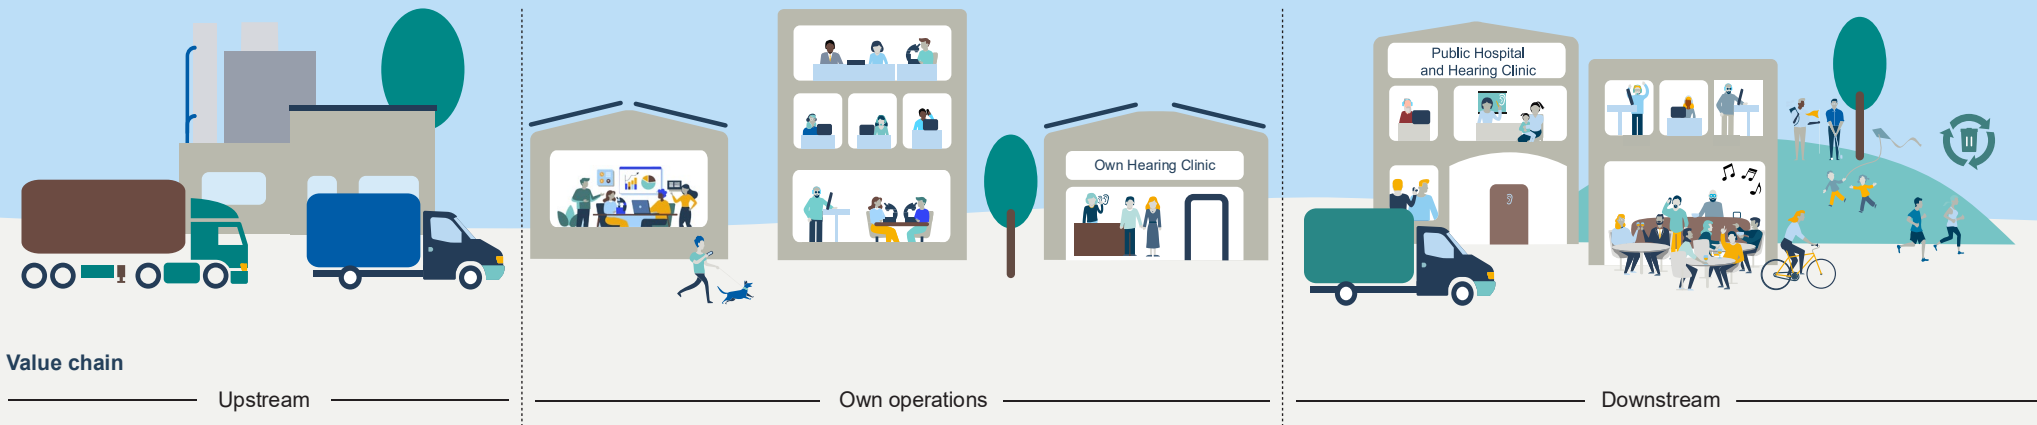 Public Hospital
and Hearing Clinic
Own Hearing Clinic
Value chain
Upstream
Own operations
Downstream